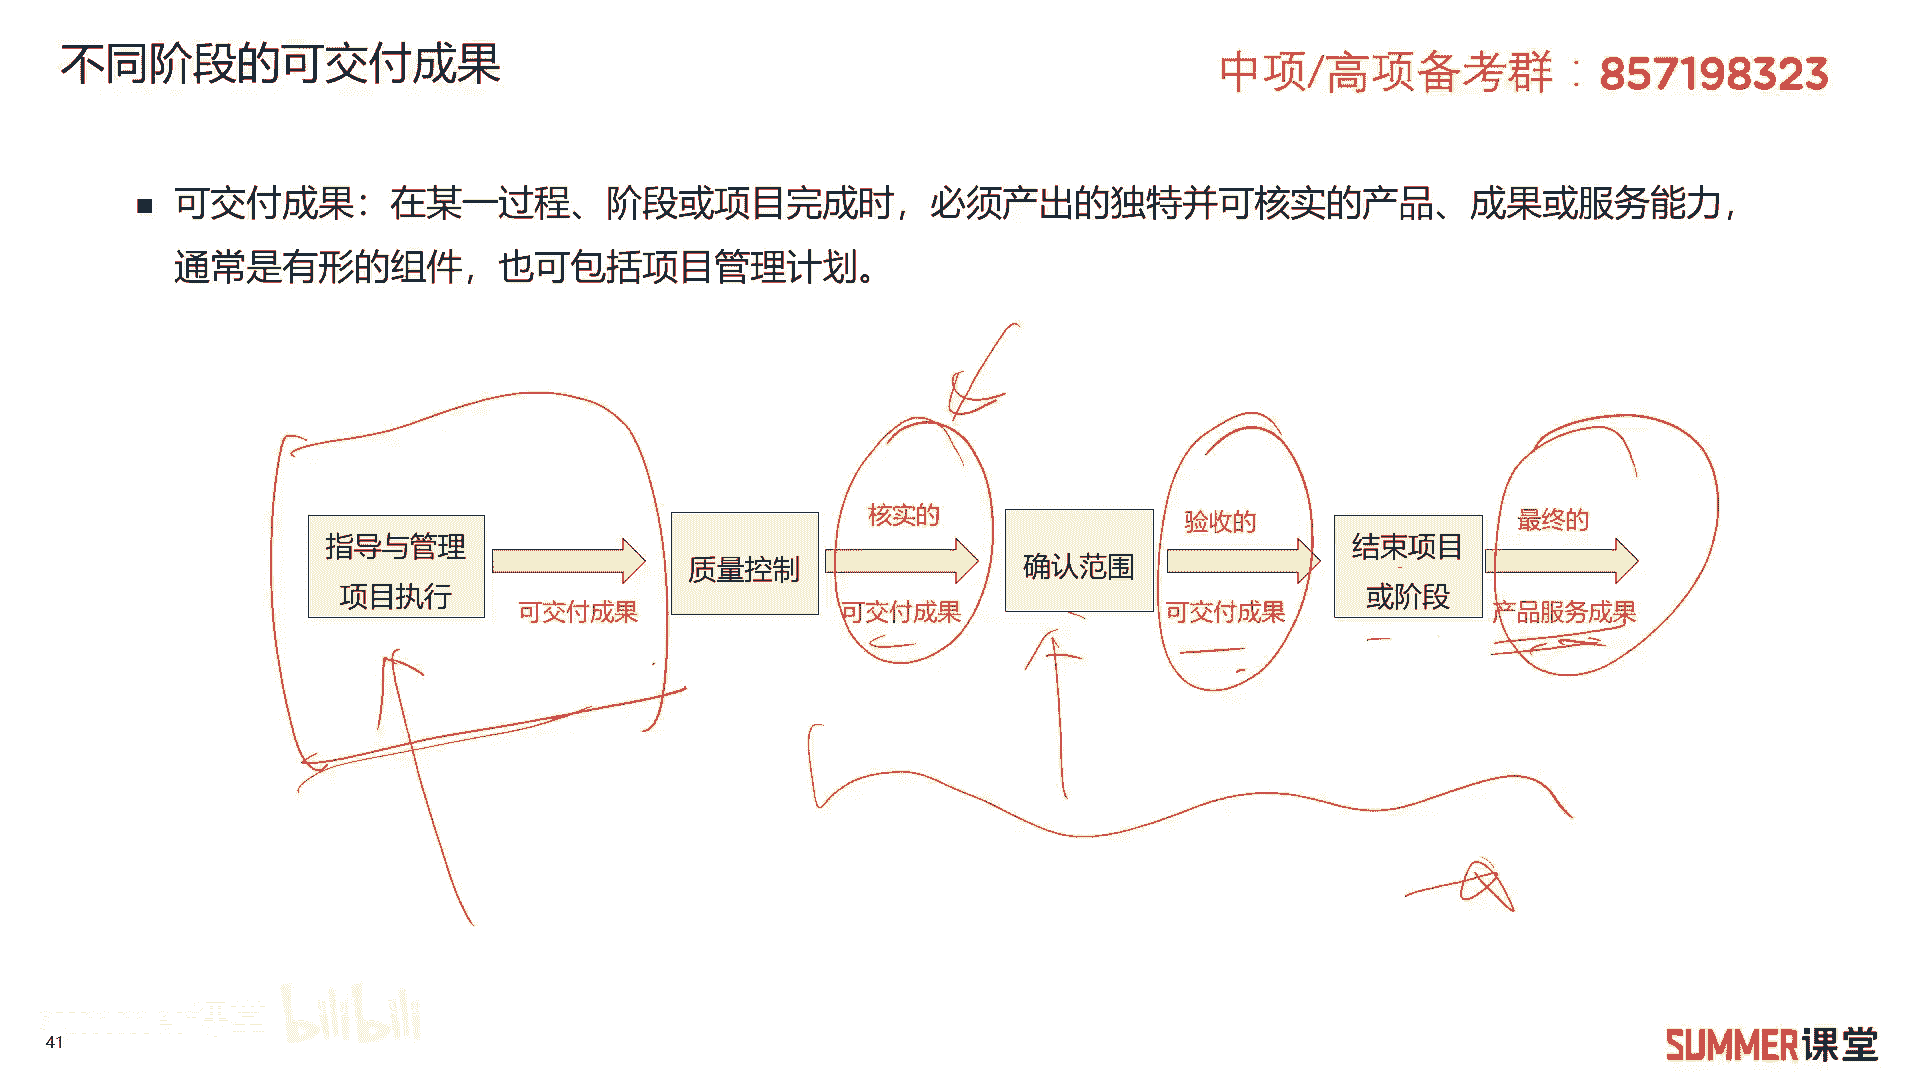 不同阶段的可交付成果
中项/高项备考群：857198323
■ 可交付成果：在某一过程、阶段或项目完成时，必须产出的独特并可核实的产品、成果或服务能力，
通常是有形的组件，也可包括项目管理计划。
指导与管理
项目执行
可交付成果
质量控制
核实的
可交付成果
确认范围
验收的
可交付成果
结束项目
或阶段
最终的
产品服务成果
bilibili
41
SUMMER课堂